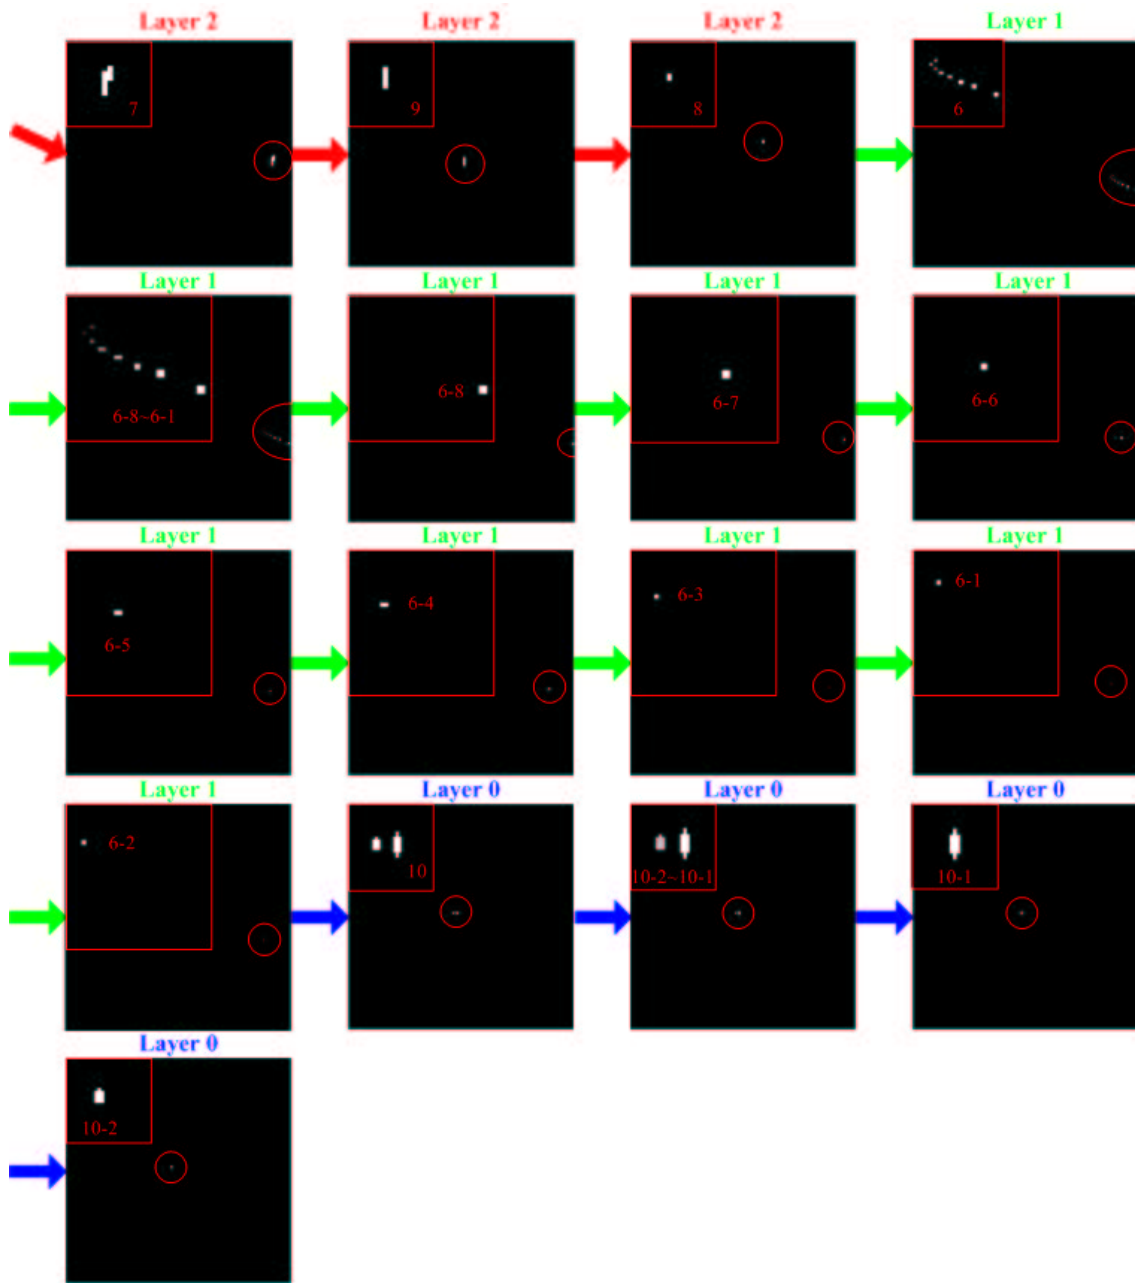 Layer 2 Layer 2 Layer 2 Layer 1
7 9 8 6
Layer 1 Layer 1 Layer 1 Layer 1
6-8~6-1 6-8 6-7 6-6
Layer 1 Layer 1 Layer 1 Layer 1
6-5 6-4 6-3 6-1
Layer 1 Layer 0 Layer 0 Layer 0
6-2 10 10-2~10-1 10-1
Layer 0
10-2